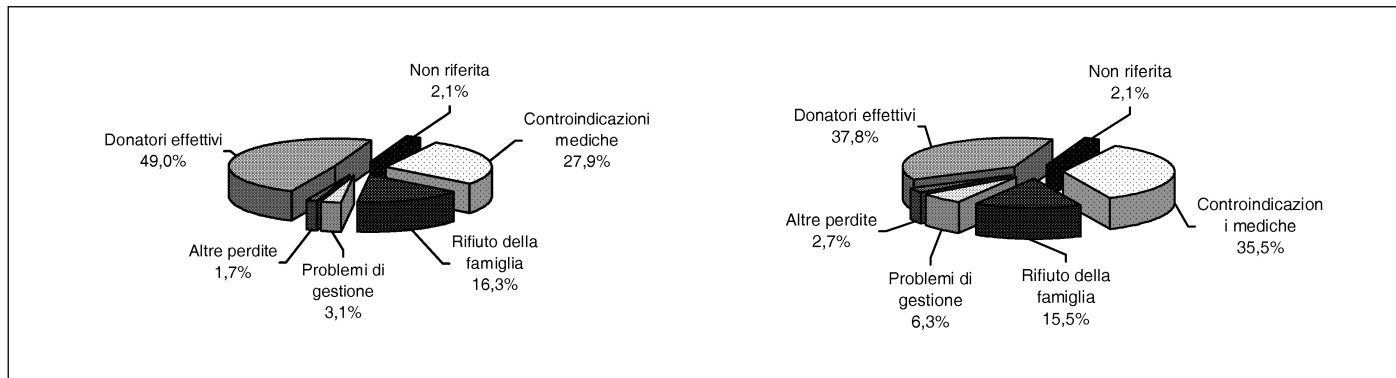 Non riferita
2,1%
Controindicazioni
mediche
27,9%
Donatori effettivi
49,0%
Altre perdite
1,7%
Problemi di
gestione
3,1%
Rifiuto della
famiglia
16,3%
Non riferita
2,1%
Donatori effettivi
37,8%
Controindicazion
i mediche
35,5%
Altre perdite
2,7%
Problemi di
gestione
6,3%
Rifiuto della
famiglia
15,5%